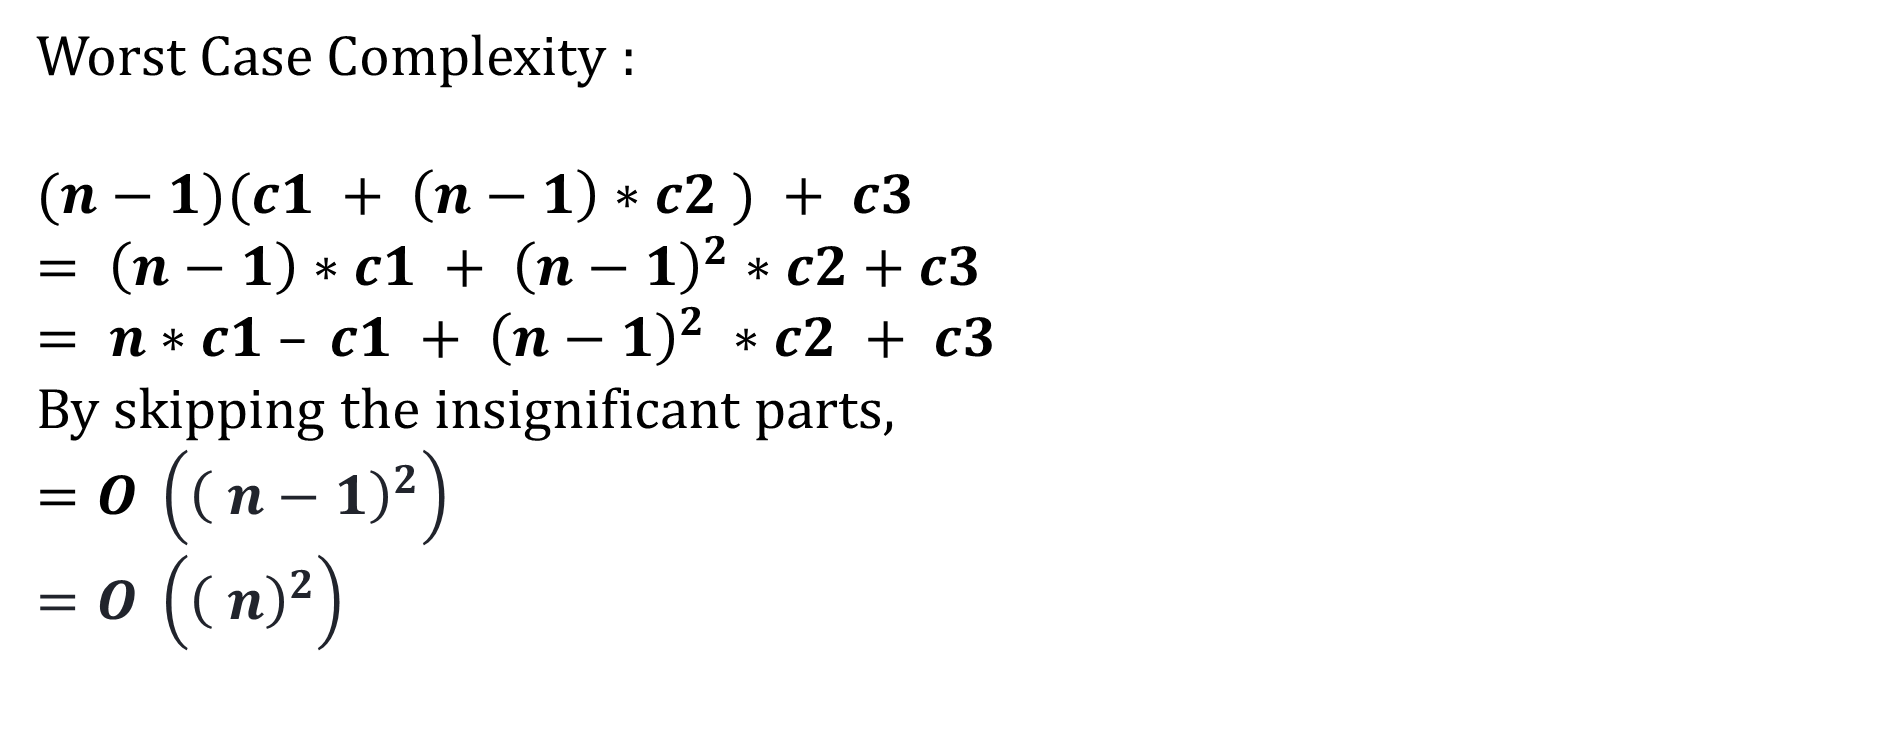 Worst Case Complexity :
(n − 1)(c1 + (n − 1) ∗ c2 ) + c3
= (n − 1) ∗ c1 + (n − 1)² ∗ c2 + c3
= n ∗ c1 – c1 + (n − 1)² ∗ c2 + c3
By skipping the insignificant parts,
= O (( n − 1)²)
= O (( n)²)